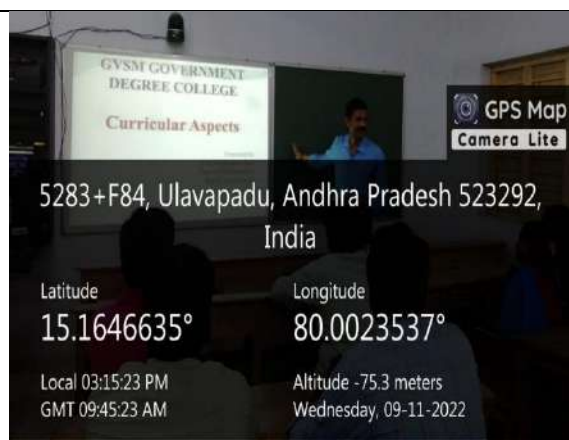 GVSM GOVERNMENT
DEGREE COLLEGE
Curricular Aspects
GPS Map
Camera Lite
5283+F84, Ulavapadu, Andhra Pradesh 523292,
India
Latitude
15.1646635°
Longitude
80.0023537°
Local 03:15:23 PM
GMT 09:45:23 AM
Altitude -75.3 meters
Wednesday, 09-11-2022